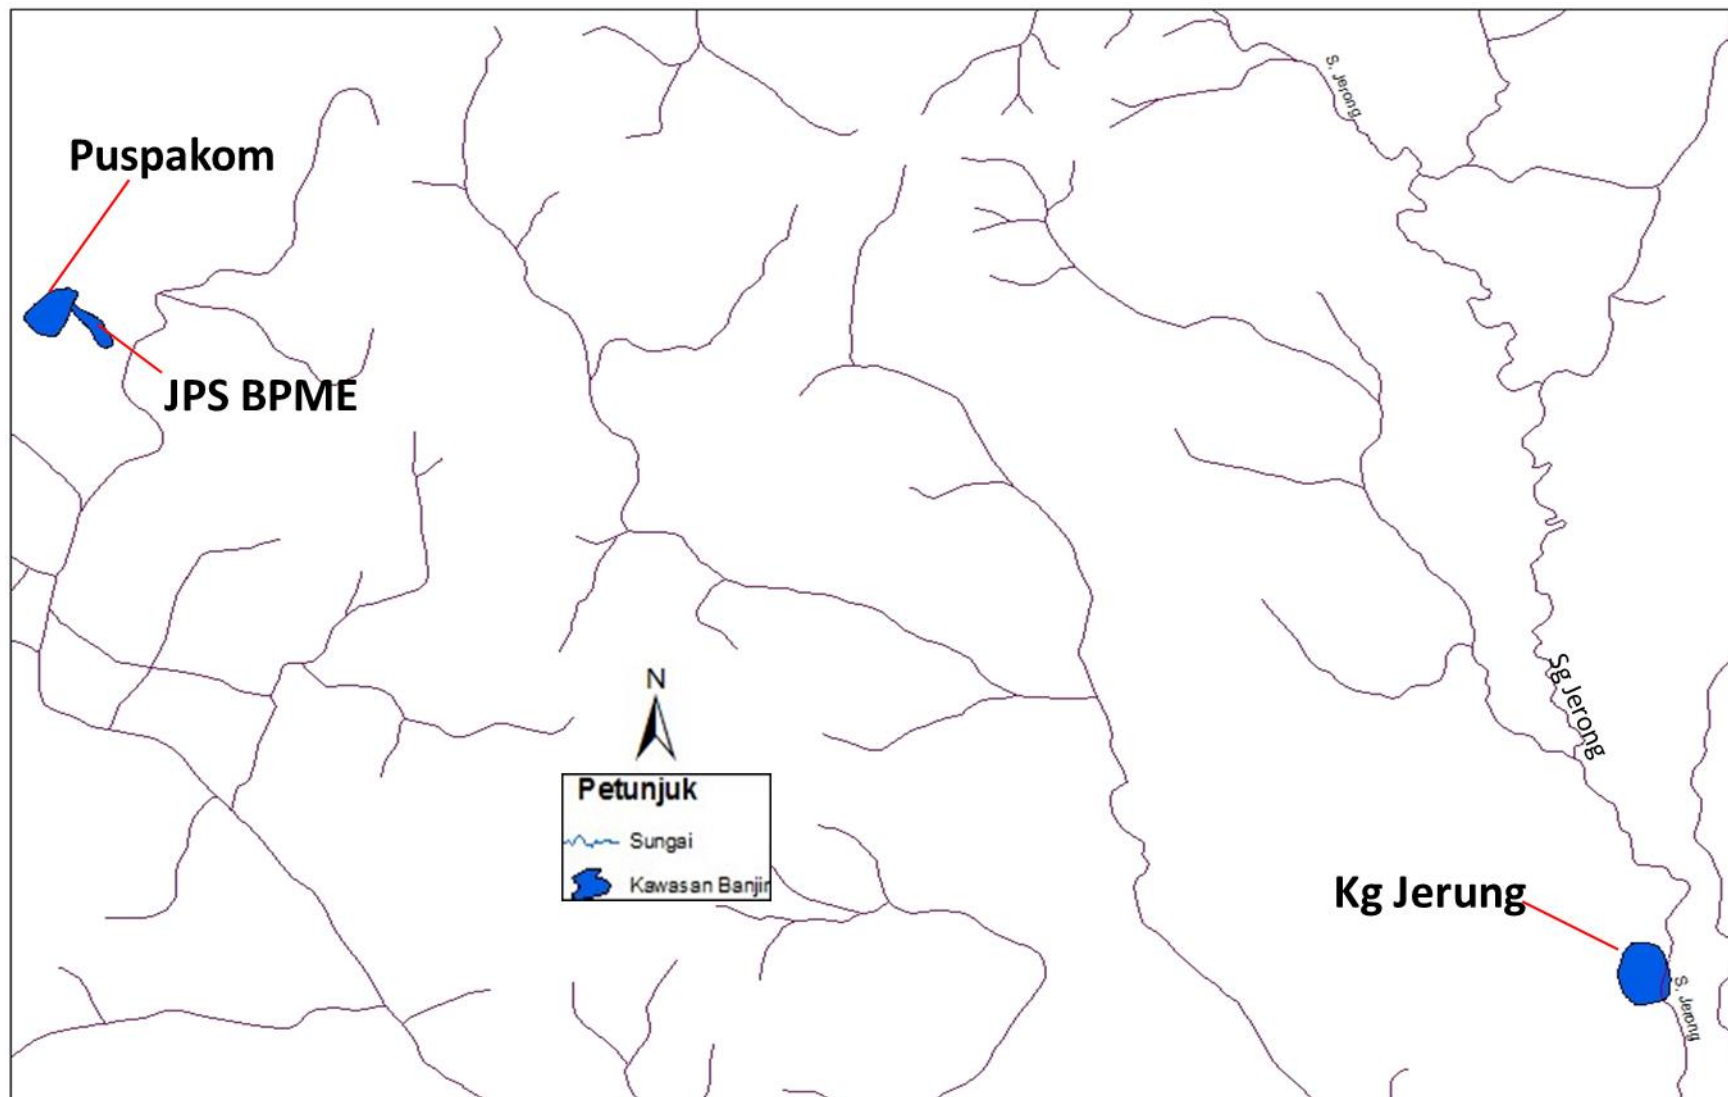 S. Jerong
Puspakom
JPS BPME
Sg Jerong
N
Petunjuk
Sungai
Kawasan Banjir
Kg Jerung
S. Jerong